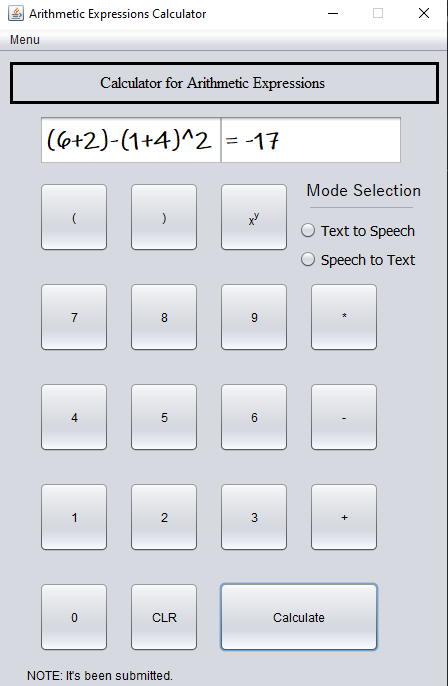 Arithmetic Expressions Calculator
Menu
Calculator for Arithmetic Expressions
(6+2)-(1+4)^2 = -17
Mode Selection
( ) xʸ
Text to Speech
Speech to Text
7 8 9 *
4 5 6 -
1 2 3 +
0 CLR Calculate
NOTE: It's been submitted.